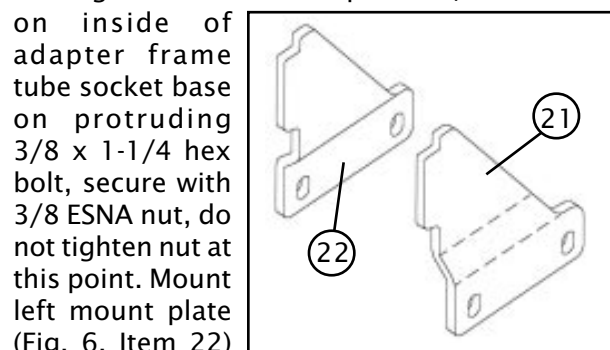 on inside of
adapter frame
tube socket base
on protruding
3/8 x 1-1/4 hex
bolt, secure with
3/8 ESNA nut, do
not tighten nut at
this point. Mount
left mount plate
(Fig. 6, Item 22)
21
22